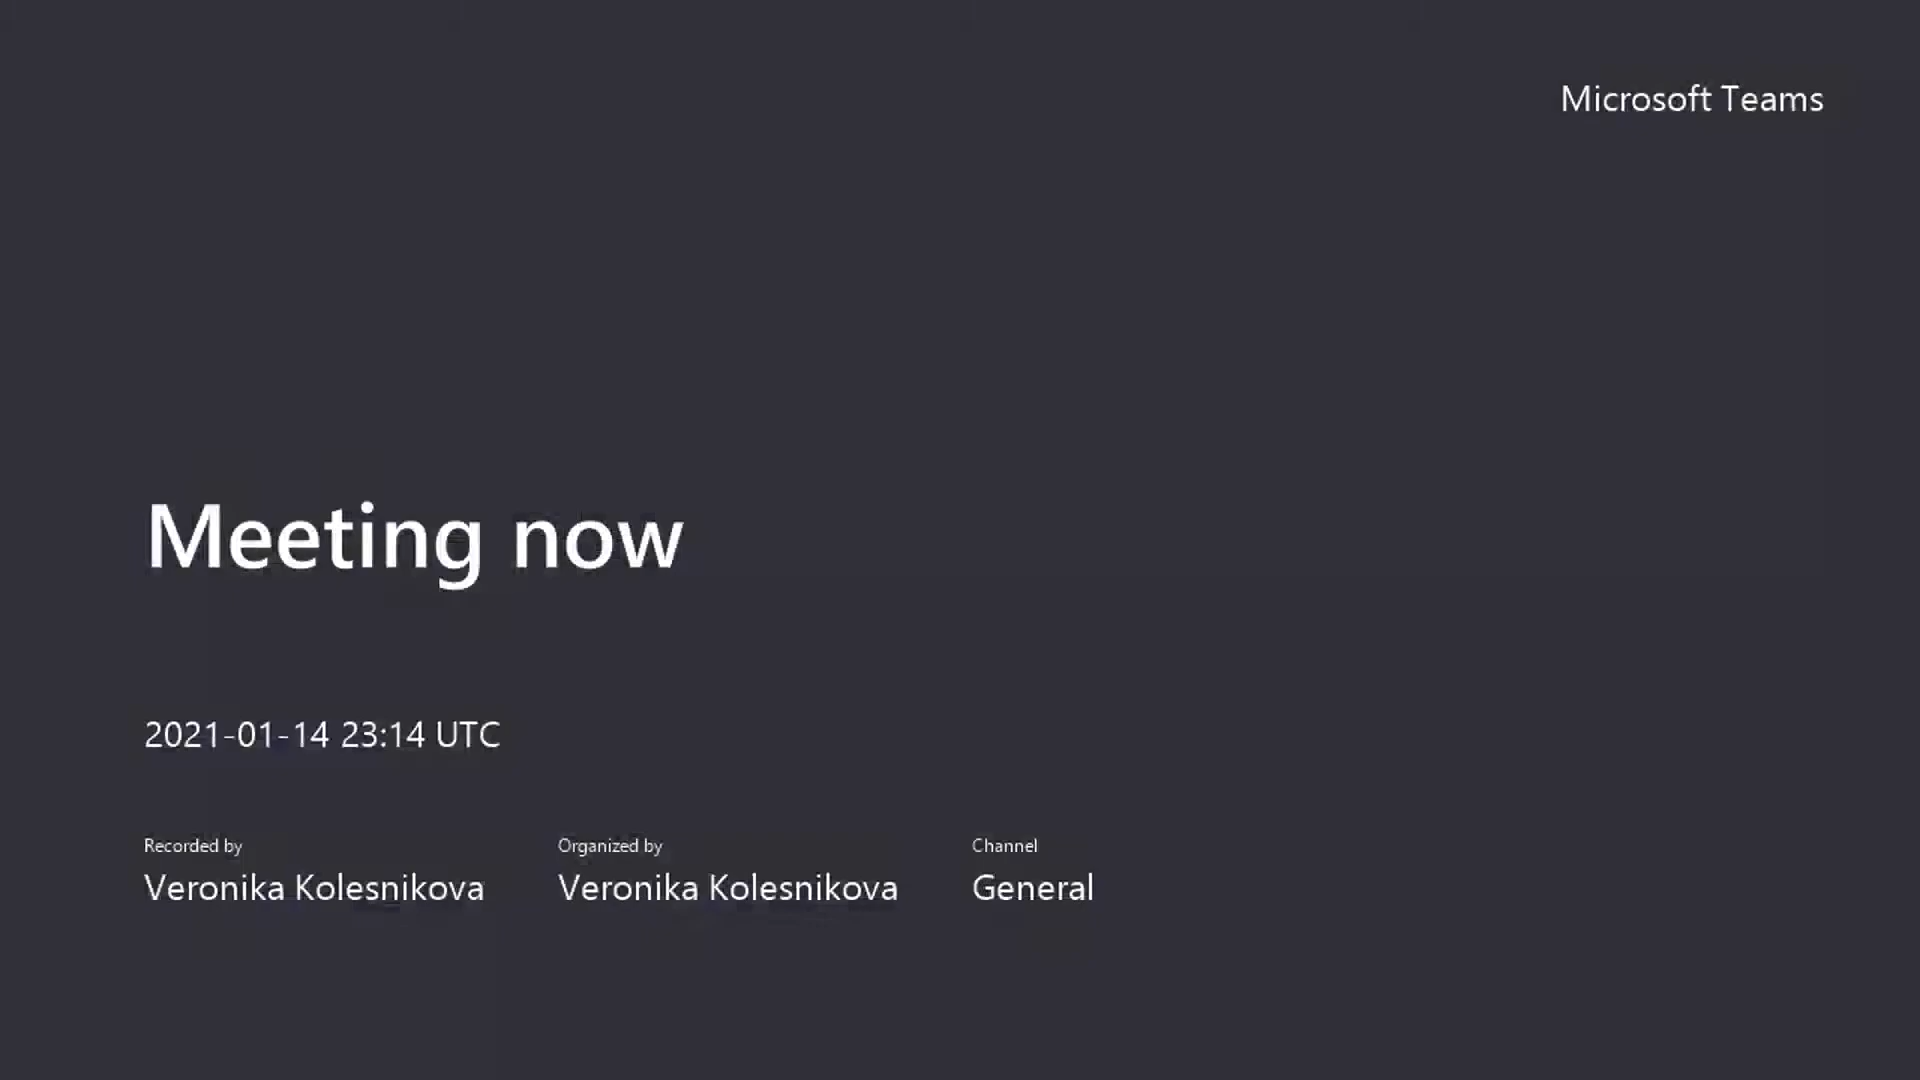 Microsoft Teams
Meeting now
2021-01-14 23:14 UTC
Recorded by
Veronika Kolesnikova
Organized by
Veronika Kolesnikova
Channel
General